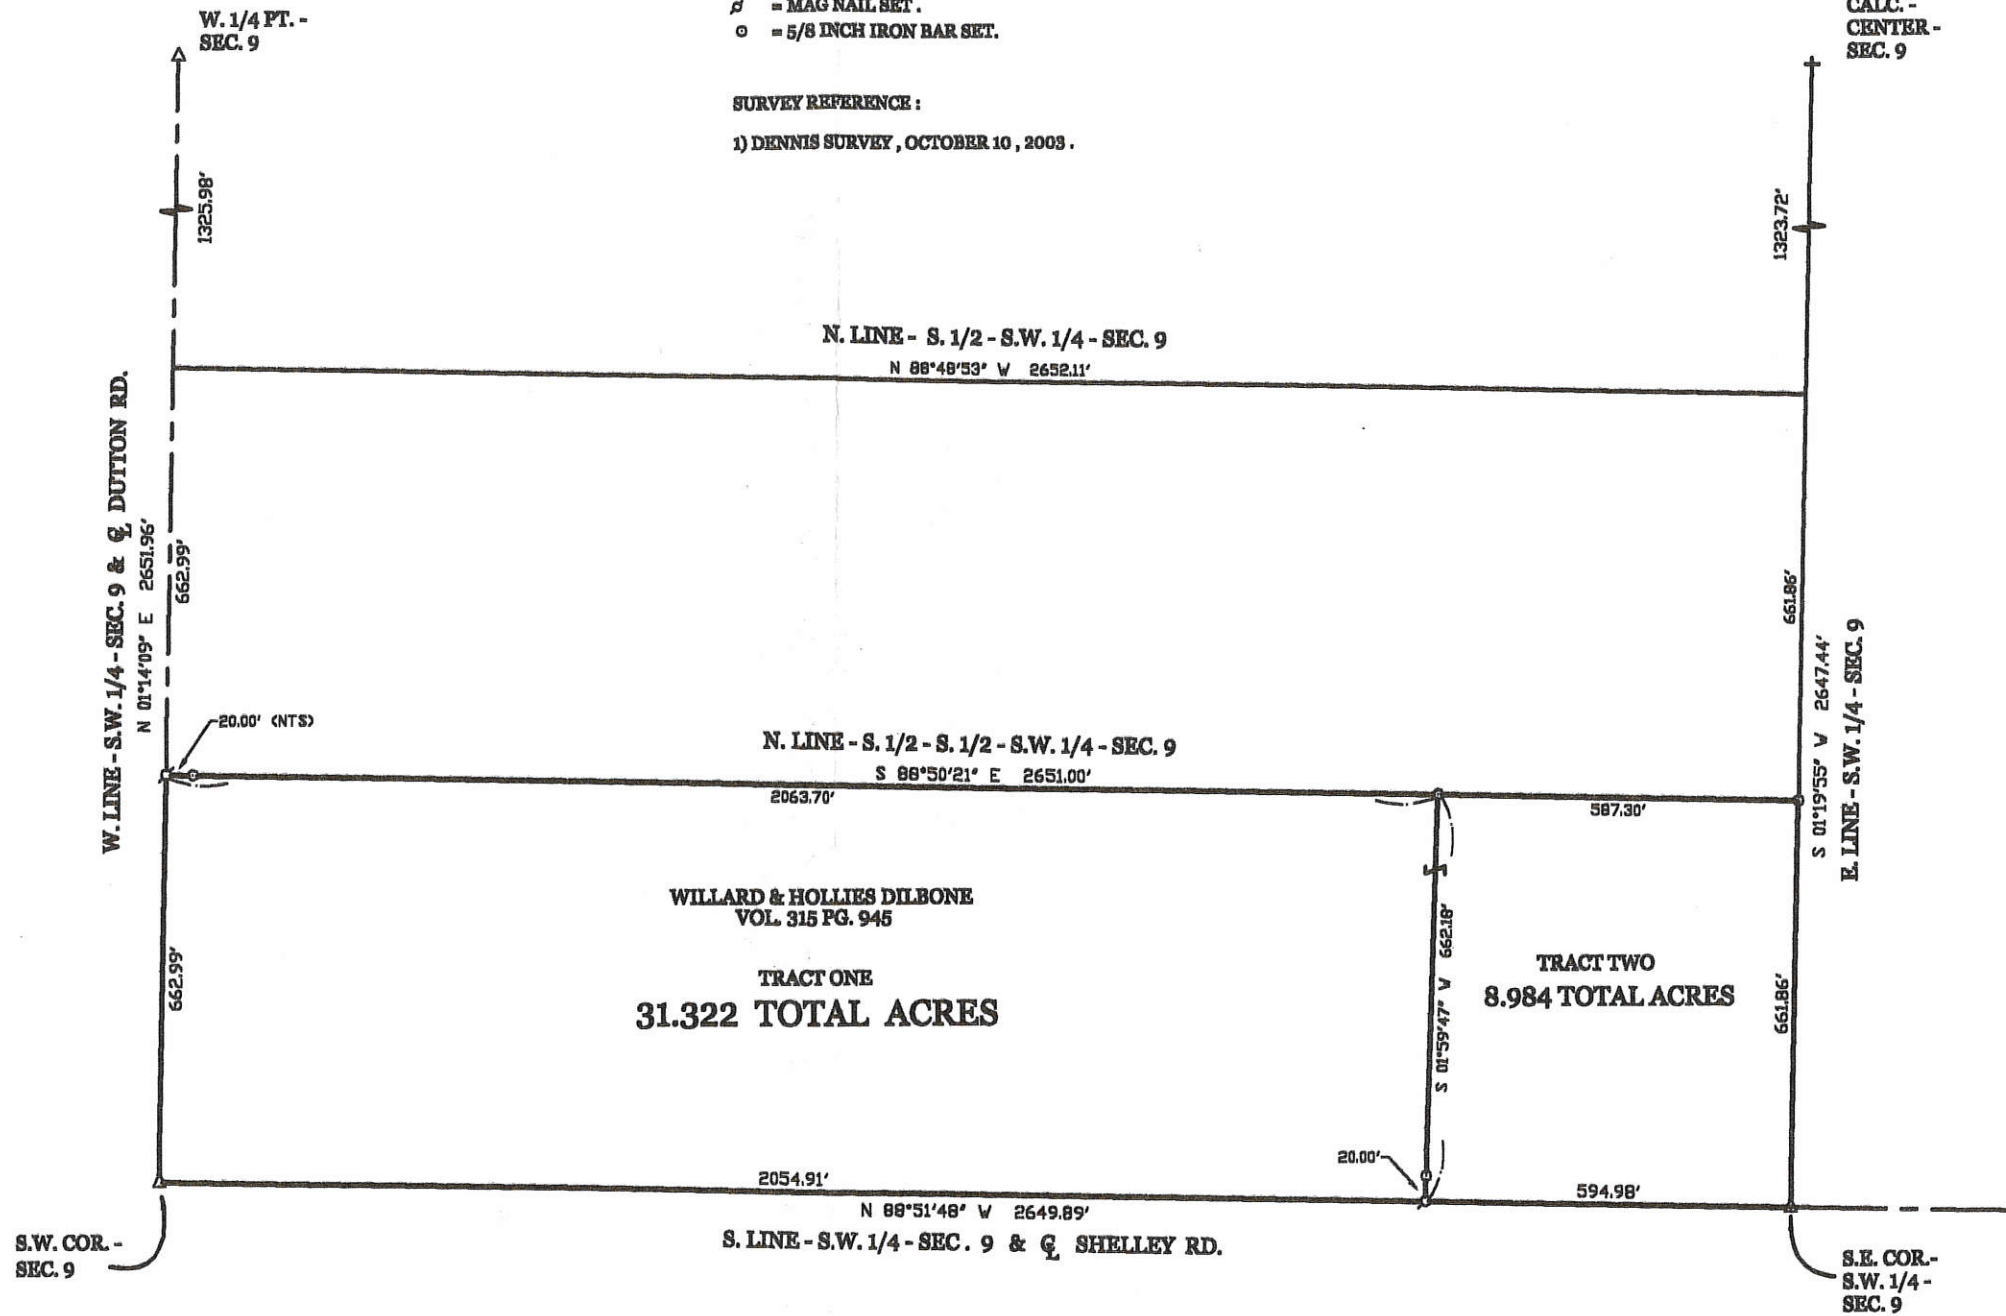 = MAG NAIL SET.
= 5/8 INCH IRON BAR SET.
W. 1/4 PT. -
SEC. 9
CALC. -
CENTER -
SEC. 9
SURVEY REFERENCE :
1) DENNIS SURVEY , OCTOBER 10 , 2003 .
1325.98'
1323.72'
N. LINE - S. 1/2 - S.W. 1/4 - SEC. 9
N 88°48'53" W 2652.11'
W. LINE - S.W. 1/4 - SEC. 9 & ℄ DUTTON RD.
N 01°14'09" E 2651.96'
662.99'
661.86'
S 01°19'55" W 2647.44'
E. LINE - S.W. 1/4 - SEC. 9
20.00' (NTS)
N. LINE - S. 1/2 - S. 1/2 - S.W. 1/4 - SEC. 9
S 88°50'21" E 2651.00'
2063.70'
587.30'
WILLARD & HOLLIES DILBONE
VOL. 315 PG. 945
TRACT ONE
31.322 TOTAL ACRES
662.99'
S 01°59'47" W 662.18'
TRACT TWO
8.984 TOTAL ACRES
661.86'
20.00'
2054.91'
594.98'
N 88°51'48" W 2649.89'
S. LINE - S.W. 1/4 - SEC. 9 & ℄ SHELLEY RD.
S.W. COR. -
SEC. 9
S.E. COR.-
S.W. 1/4 -
SEC. 9